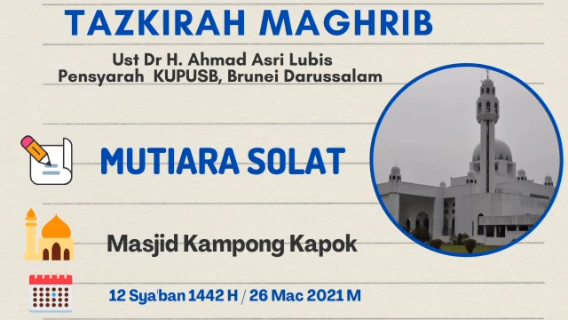 TAZKIRAH MAGHRIB
Ust Dr H. Ahmad Asri Lubis
Pensyarah KUPUSB, Brunei Darussalam
MUTIARA SOLAT
Masjid Kampong Kapok
12 Sya'ban 1442 H / 26 Mac 2021 M